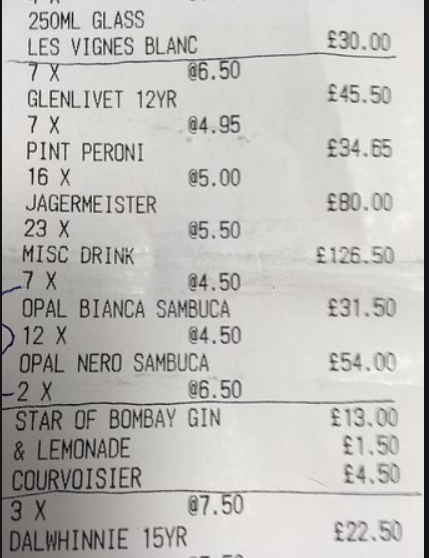 250ML GLASS
LES VIGNES BLANC £30.00
7 X @6.50
GLENLIVET 12YR £45.50
7 X @4.95
PINT PERONI £34.65
16 X @5.00
JAGERMEISTER £80.00
23 X @5.50
MISC DRINK £126.50
7 X @4.50
OPAL BIANCA SAMBUCA £31.50
12 X @4.50
OPAL NERO SAMBUCA £54.00
2 X @6.50
STAR OF BOMBAY GIN £13.00
& LEMONADE £1.50
COURVOISIER £4.50
3 X @7.50
DALWHINNIE 15YR £22.50